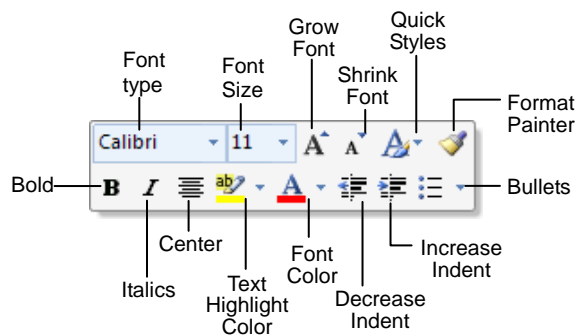 Font
type
Font
Size
Grow
Font
Shrink
Font
Quick
Styles
Format
Painter
Calibri
11
A
A
A
Bold
B
I
ab
A
Bullets
Center
Italics
Text
Highlight
Color
Font
Color
Decrease
Indent
Increase
Indent